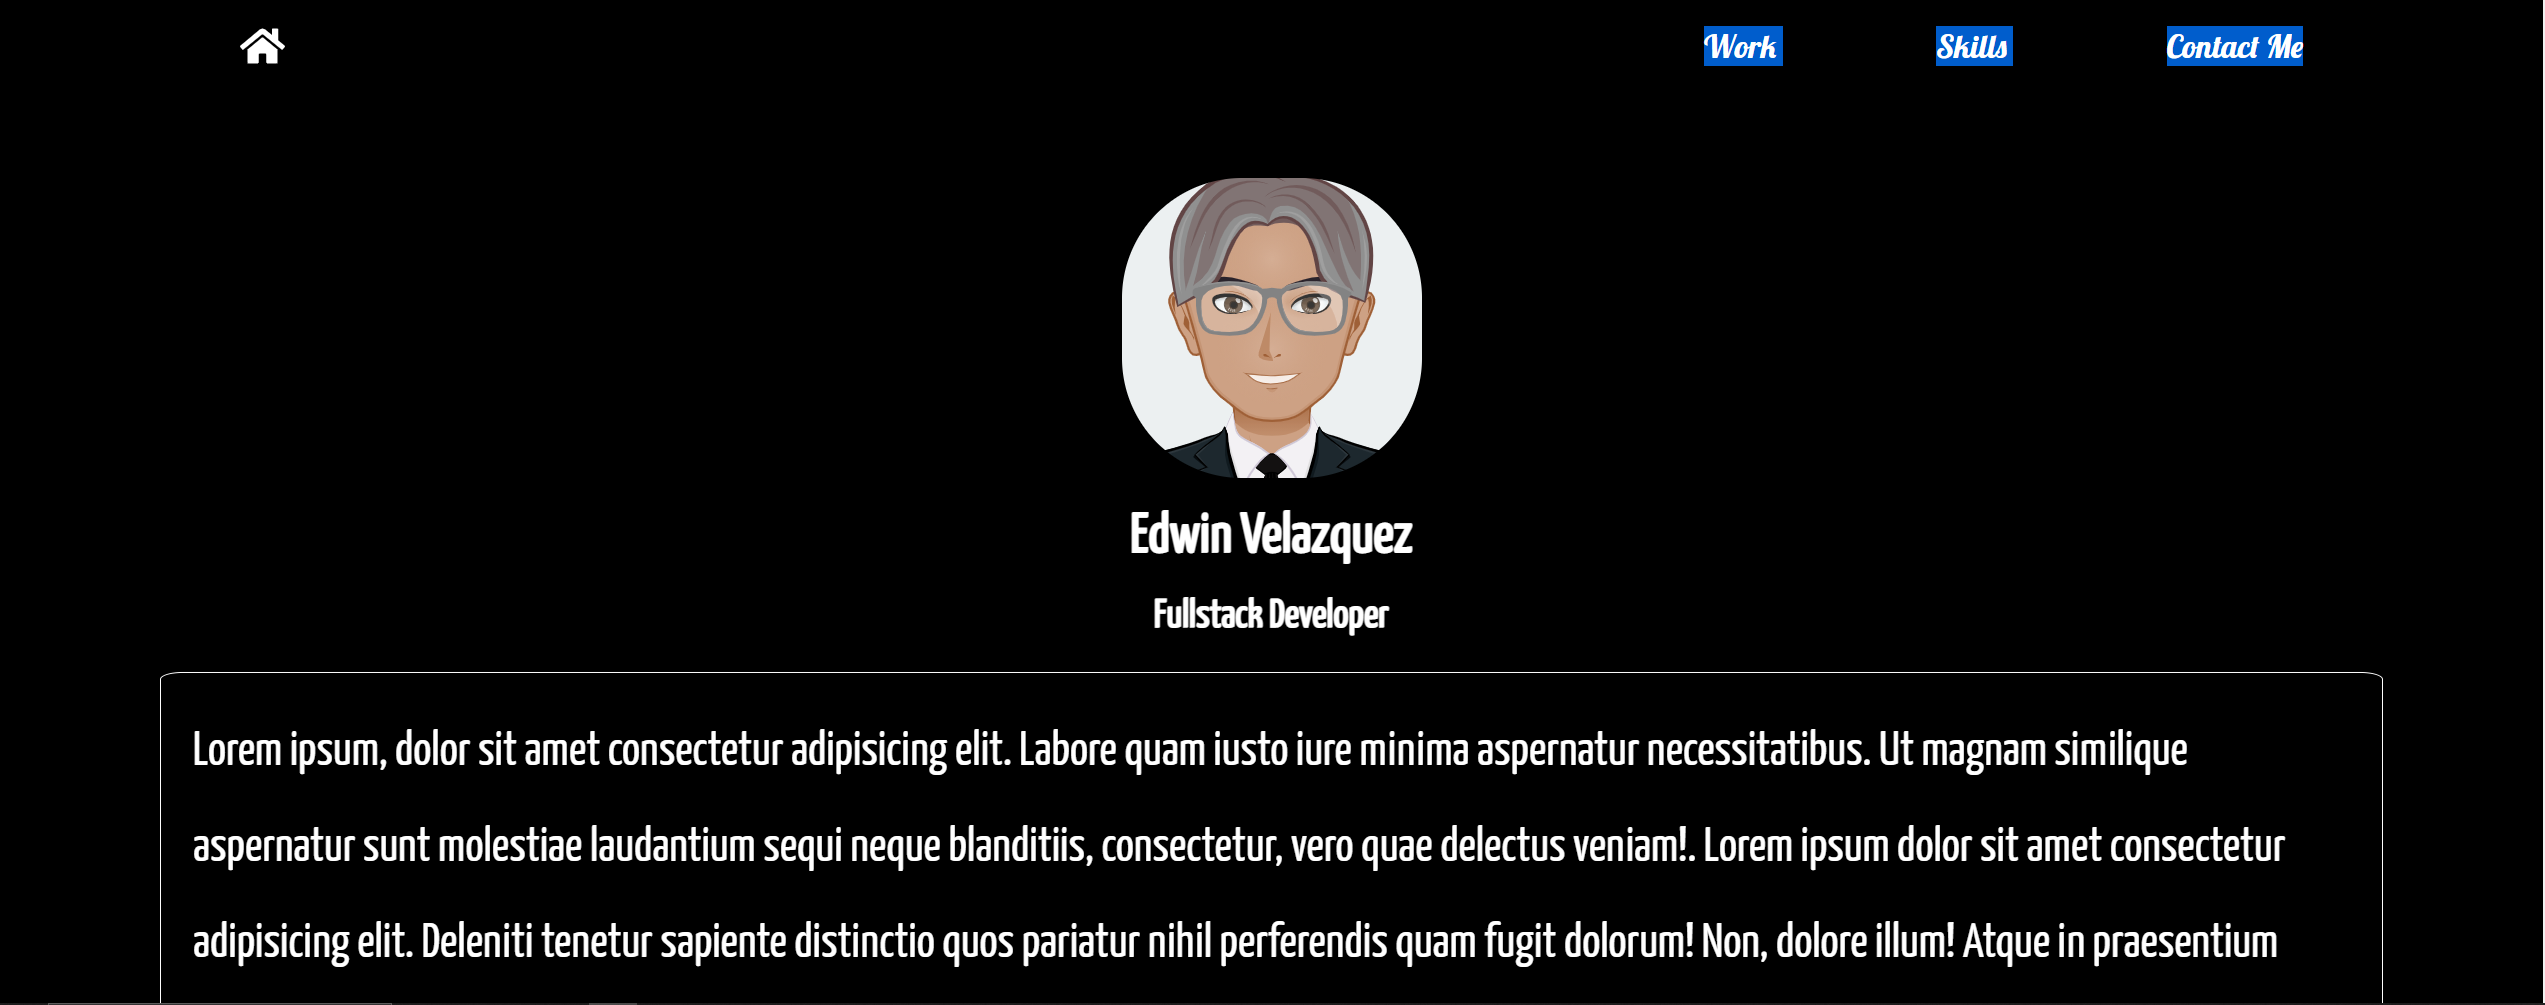 Work Skills Contact Me
Edwin Velazquez
Fullstack Developer
Lorem ipsum, dolor sit amet consectetur adipisicing elit. Labore quam iusto iure minima aspernatur necessitatibus. Ut magnam similique
aspernatur sunt molestiae laudantium sequi neque blanditiis, consectetur, vero quae delectus veniam!. Lorem ipsum dolor sit amet consectetur
adipisicing elit. Deleniti tenetur sapiente distinctio quos pariatur nihil perferendis quam fugit dolorum! Non, dolore illum! Atque in praesentium